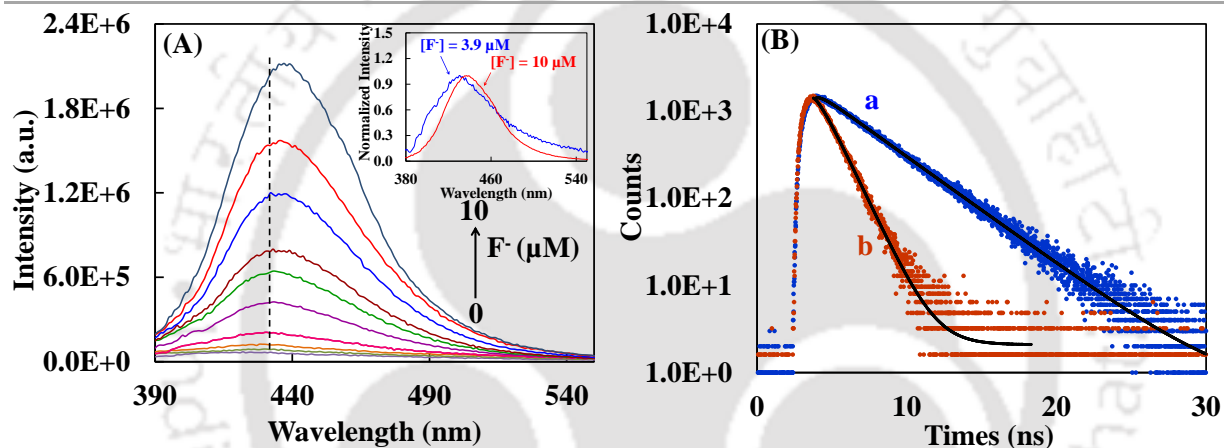 (A)
2.4E+6
1.8E+6
1.2E+6
6.0E+5
0.0E+0
Intensity (a.u.)
390
440
490
540
Wavelength (nm)
[F-] = 3.9 µM
[F-] = 10 µM
1.5
1.2
0.9
0.6
0.3
0.0
Normalized Intensity
380
460
540
Wavelength (nm)
10
F- (µM)
0
(B)
1.0E+4
1.0E+3
1.0E+2
1.0E+1
1.0E+0
Counts
a
b
0
10
20
30
Times (ns)